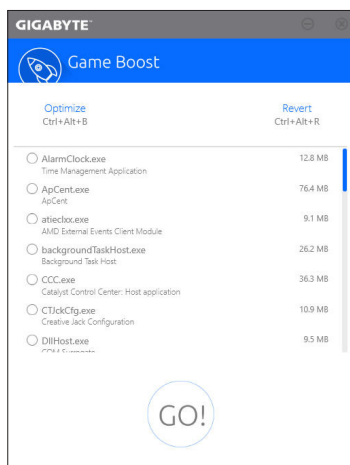 GIGABYTE™
Game Boost
Optimize Revert
Ctrl+Alt+B Ctrl+Alt+R
AlarmClock.exe 12.8 MB
Time Management Application
ApCent.exe 76.4 MB
ApCent
atieclxx.exe 9.1 MB
AMD External Events Client Module
backgroundTaskHost.exe 26.2 MB
Background Task Host
CCC.exe 36.3 MB
Catalyst Control Center: Host application
CTJckCfg.exe 10.9 MB
Creative Jack Configuration
DllHost.exe 9.5 MB
COM Surrogate
GO!